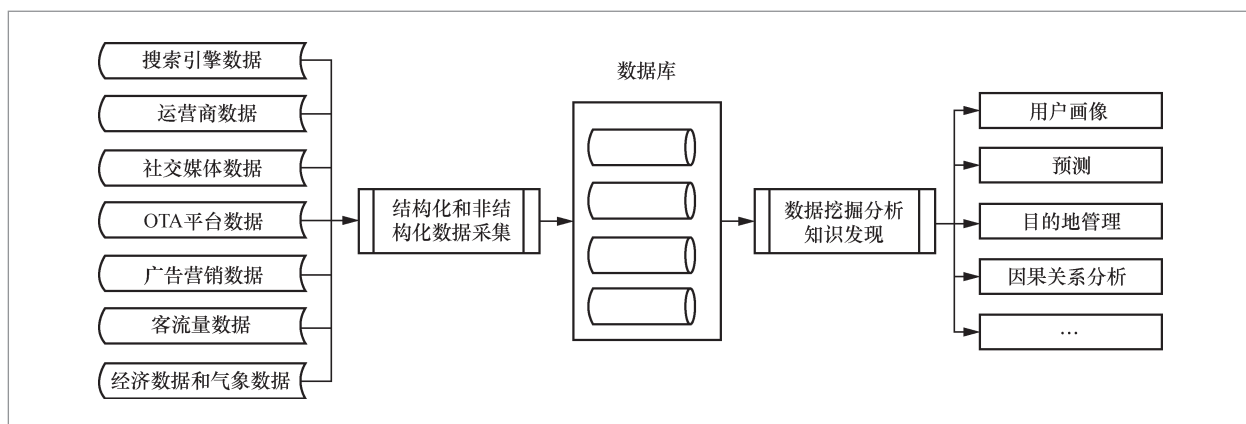 搜索引擎数据
运营商数据
社交媒体数据
OTA平台数据
广告营销数据
客流量数据
经济数据和气象数据
结构化和非结
构化数据采集
数据库
数据挖掘分析
知识发现
用户画像
预测
目的地管理
因果关系分析
…